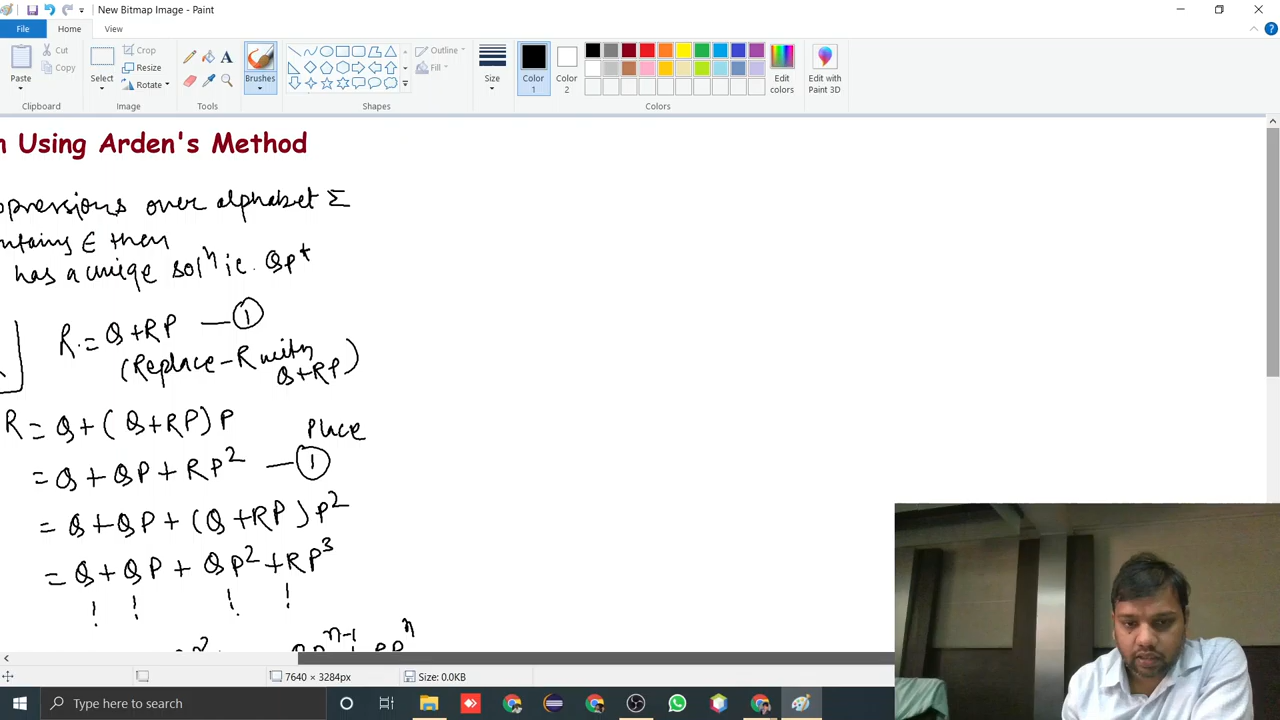 New Bitmap Image - Paint
File
Home
View
Paste
Cut
Copy
Clipboard
Select
Crop
Resize
Rotate
Image
Tools
Brushes
Outline
Fill
Shapes
Size
Color
1
Color
2
Edit
colors
Colors
Edit with
Paint 3D
n Using Arden's Method
pressions over alphabet Σ
ntains ∈ then
has a uniqe solⁿ ie. QP*
R = Q + RP — ①
(Replace - R with
Q+RP)
R = Q + (Q+RP)P
Place
= Q + QP + RP² — ①
= Q + QP + (Q+RP)P²
= Q + QP + QP² + RP³
7640 × 3284px
Size: 0.0KB
Type here to search